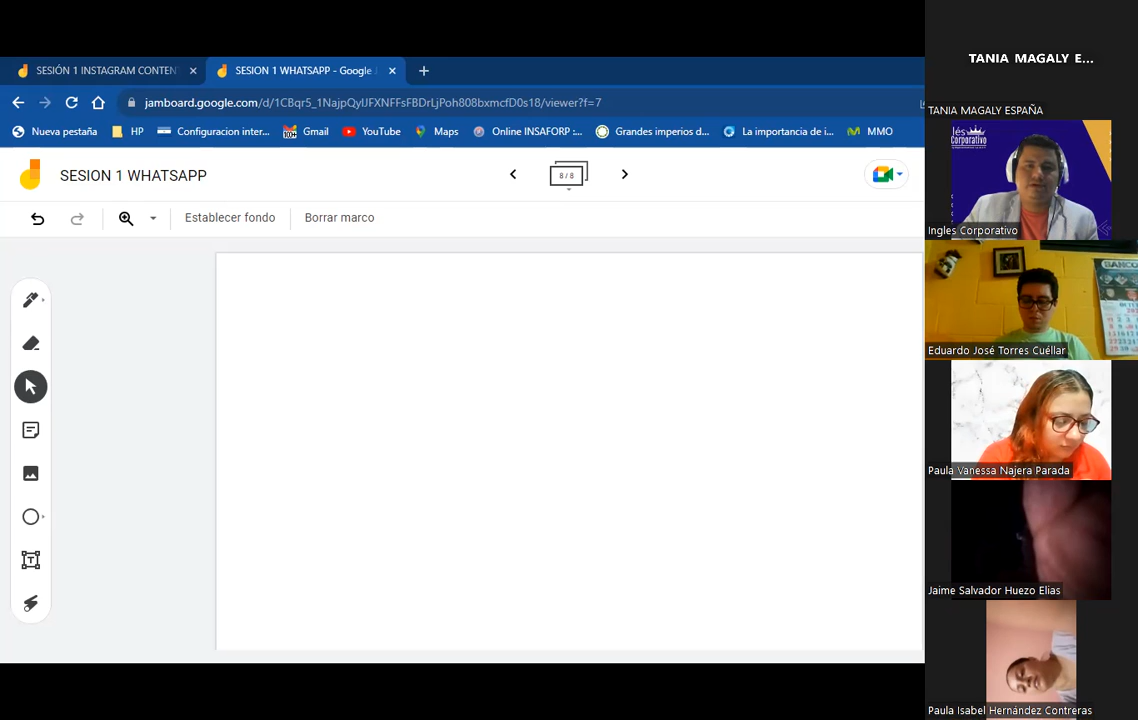 SESIÓN 1 INSTAGRAM CONTEN
SESION 1 WHATSAPP - Google
jamboard.google.com/d/1CBqr5_1NajpQyIJFXNFFsFBDrLjPoh808bxmcfD0s18/viewer?f=7
Nueva pestaña
HP
Configuracion inter...
Gmail
YouTube
Maps
Online INSAFORP :...
Grandes imperios d...
La importancia de i...
MMO
SESION 1 WHATSAPP
8 / 8
Establecer fondo
Borrar marco
TANIA MAGALY E...
TANIA MAGALY ESPAÑA
lés
Corporativo
Ingles Corporativo
Eduardo José Torres Cuéllar
Paula Vanessa Najera Parada
Jaime Salvador Huezo Elias
Paula Isabel Hernández Contreras